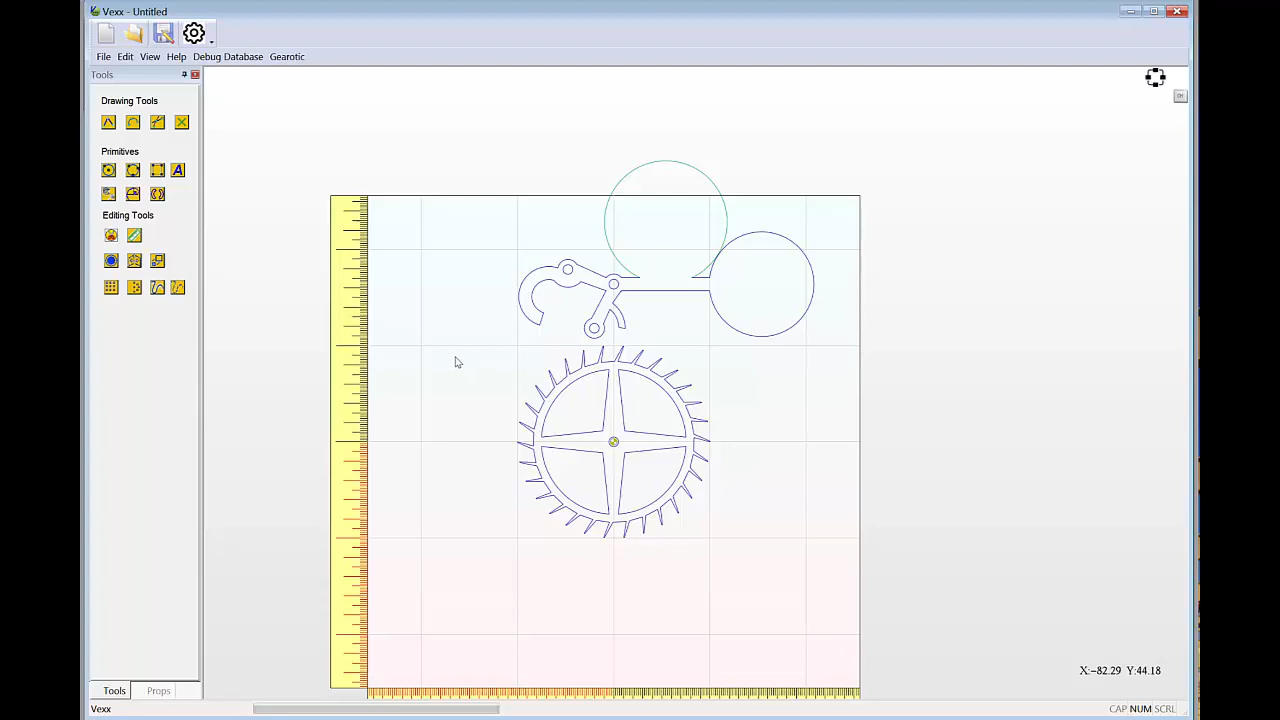 Vexx - Untitled
File Edit View Help Debug Database Gearotic
Tools
Drawing Tools
Primitives
A
Editing Tools
X:-82.29 Y:44.18
Tools Props
Vexx
CAP NUM SCRL